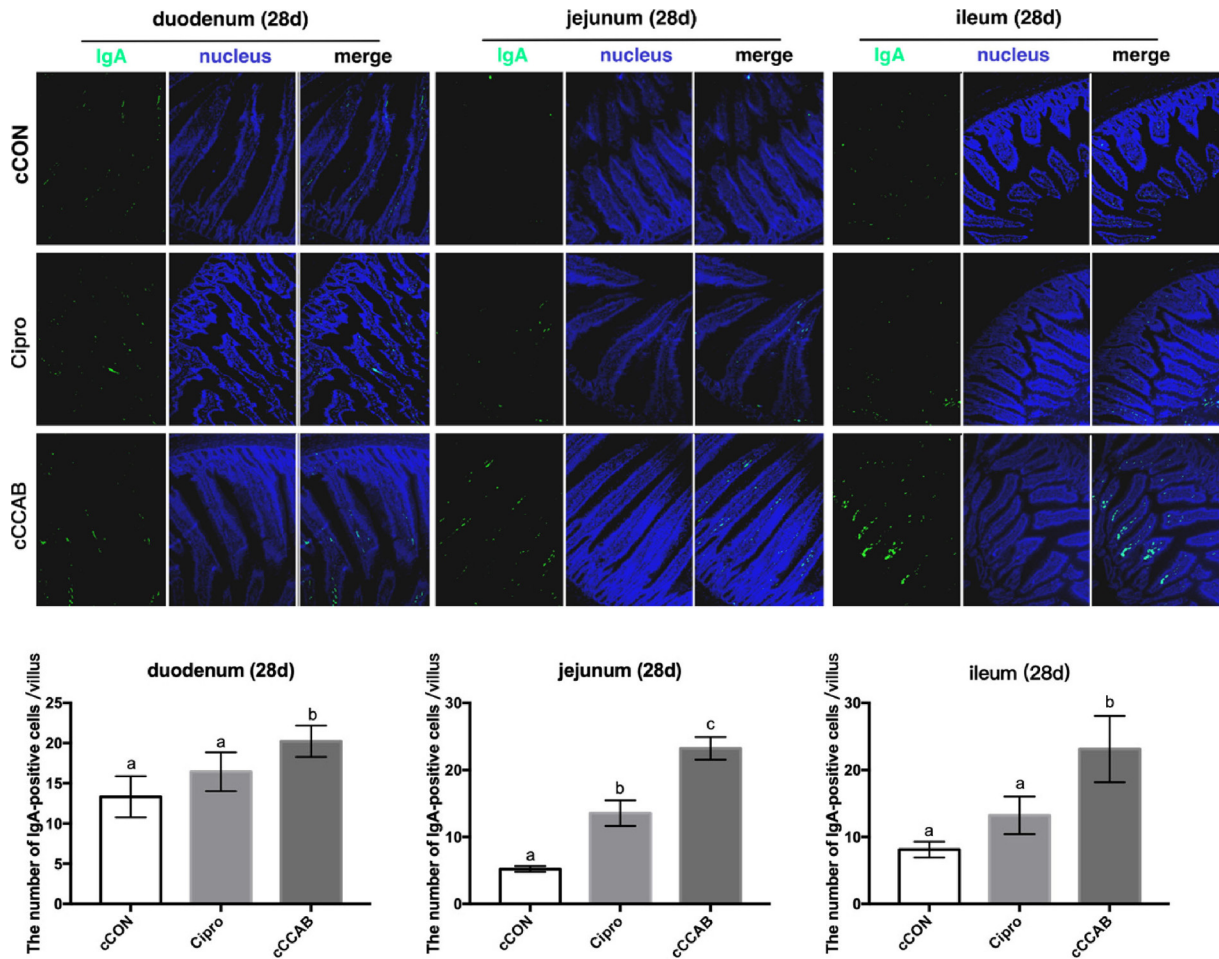 duodenum (28d) jejunum (28d) ileum (28d)
IgA nucleus merge IgA nucleus merge IgA nucleus merge
cCON
Cipro
cCCAB
duodenum (28d)
The number of IgA-positive cells /villus
25
20
15
10
5
0
a
a
b
cCON
Cipro
cCCAB
jejunum (28d)
The number of IgA-positive cells /villus
30
20
10
0
a
b
c
cCON
Cipro
cCCAB
ileum (28d)
The number of IgA-positive cells /villus
30
20
10
0
a
a
b
cCON
Cipro
cCCAB